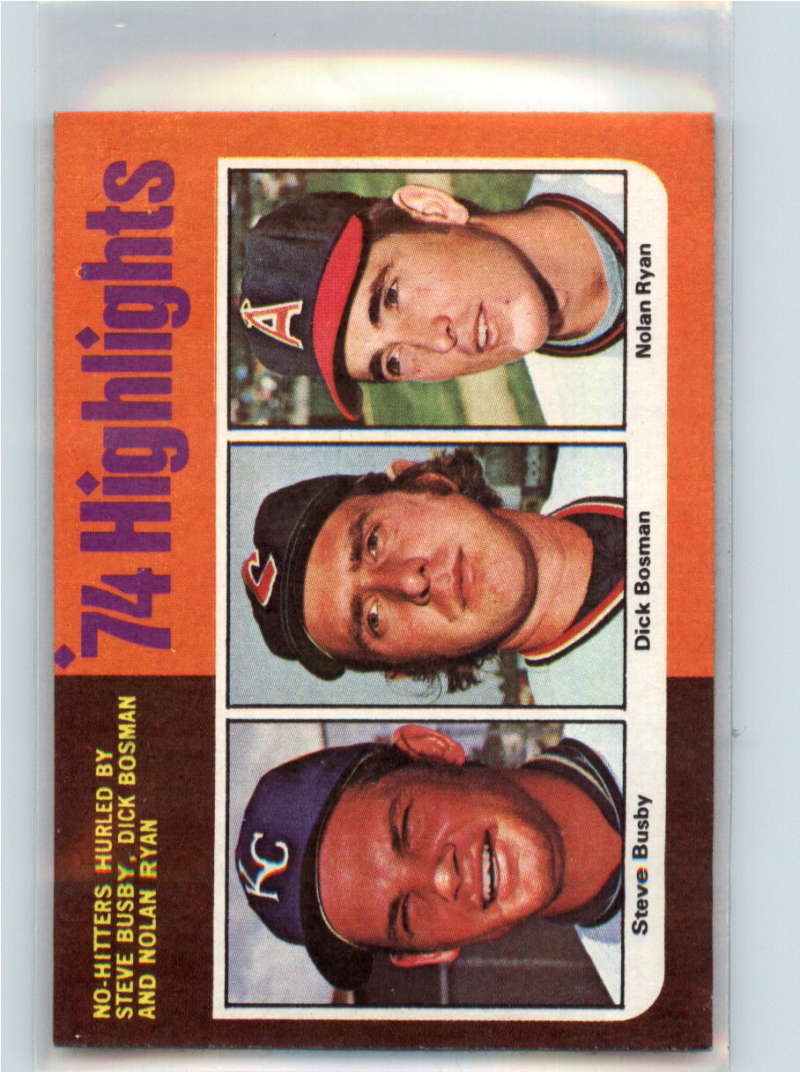 NO-HITTERS HURLED BY
STEVE BUSBY, DICK BOSMAN
AND NOLAN RYAN
'74 Highlights
KC
C
A
Steve Busby
Dick Bosman
Nolan Ryan